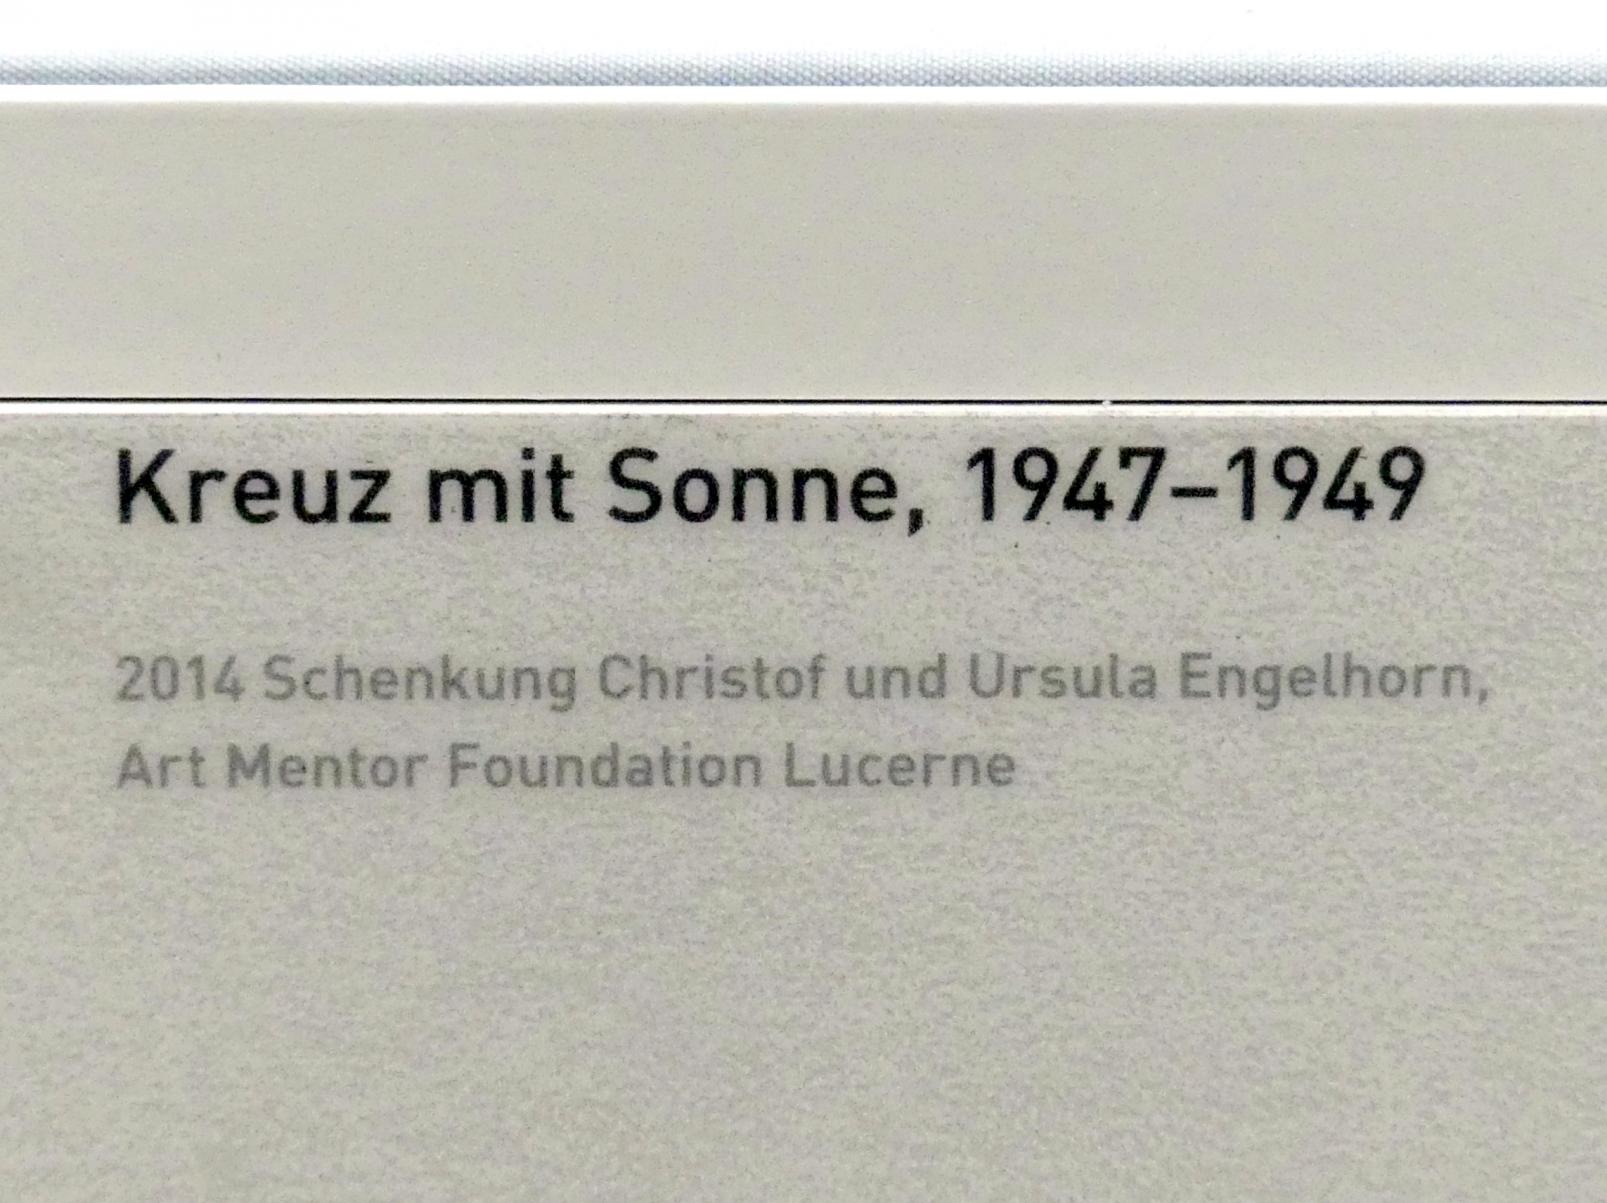 Kreuz mit Sonne, 1947–1949
2014 Schenkung Christof und Ursula Engelhorn,
Art Mentor Foundation Lucerne